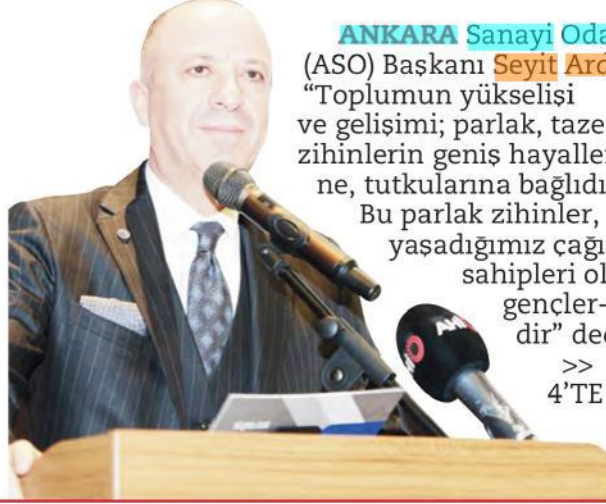 ANKARA Sanayi Oda
(ASO) Başkanı Seyit Ard
“Toplumun yükselişi
ve gelişimi; parlak, taze
zihinlerin geniş hayaller
ne, tutkularına bağlıdı
Bu parlak zihinler,
yaşadığımız çağı
sahipleri ol
gençler-
dir” ded
>>
4’TE